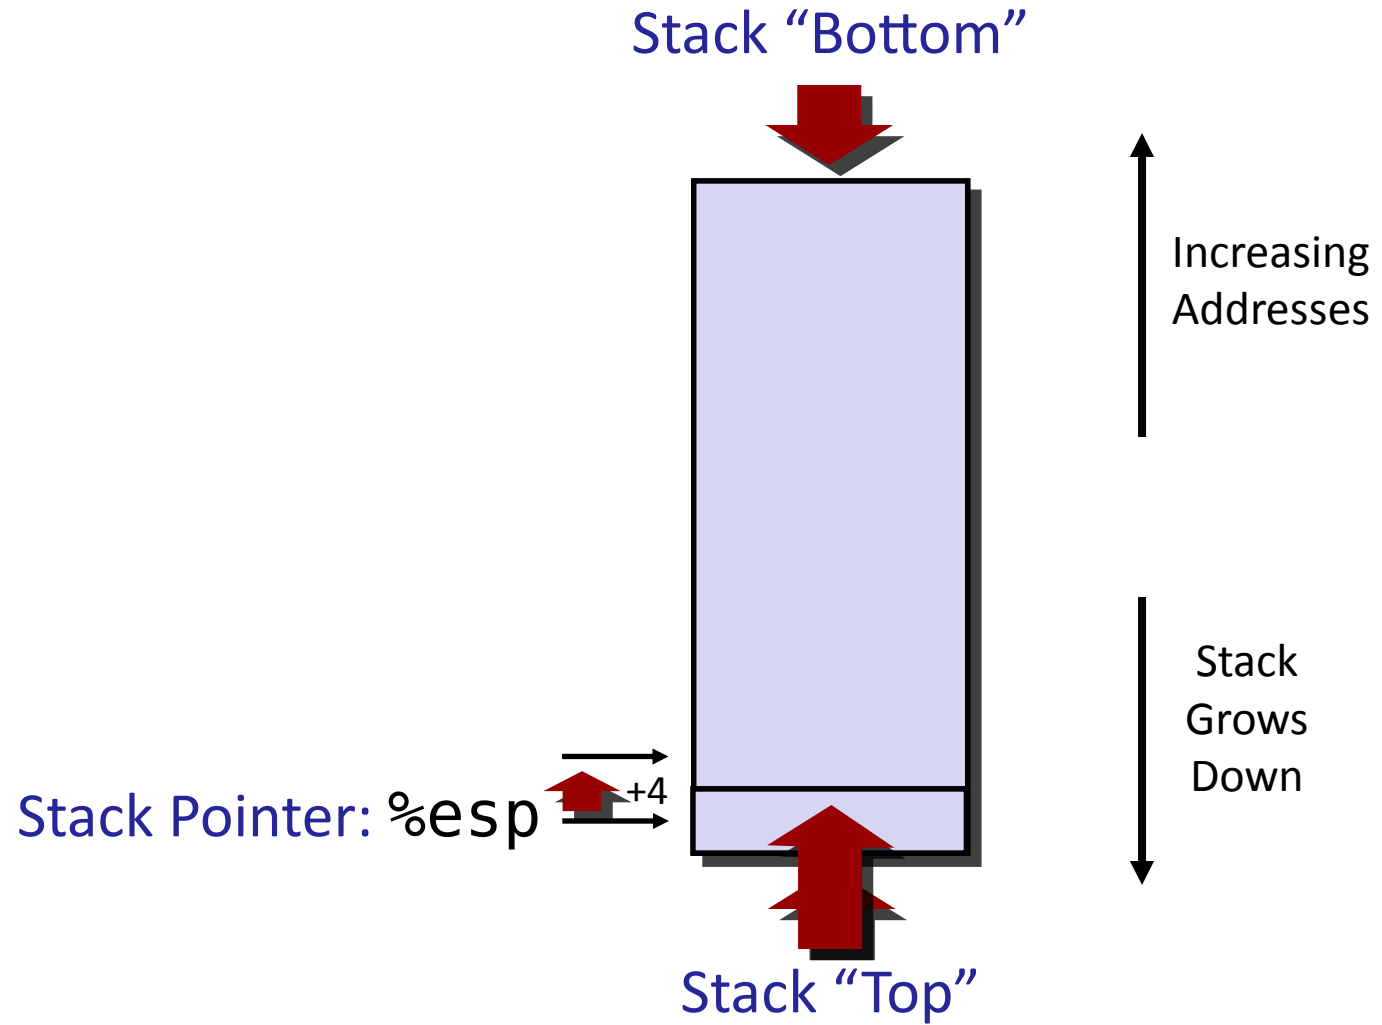 Stack “Bottom”
Increasing
Addresses
Stack
Grows
Down
+4
Stack Pointer: %esp
Stack “Top”